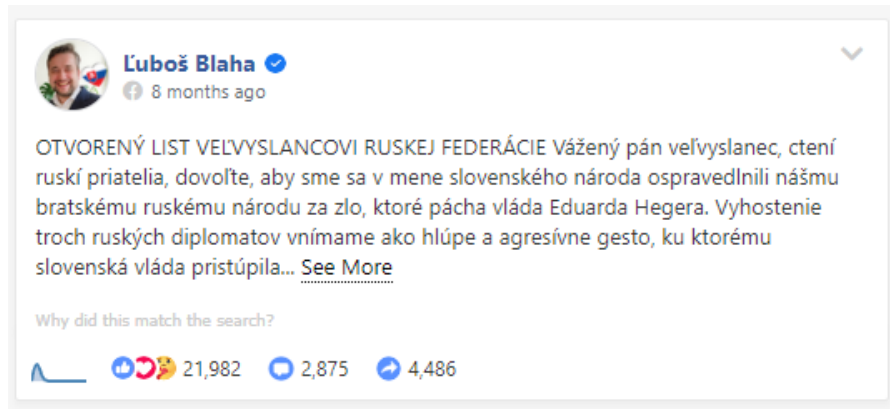 Ľuboš Blaha
8 months ago
OTVORENÝ LIST VEĽVYSLANCOVI RUSKEJ FEDERÁCIE Vážený pán veľvyslanec, ctení
ruskí priatelia, dovoľte, aby sme sa v mene slovenského národa ospravedlnili nášmu
bratskému ruskému národu za zlo, ktoré pácha vláda Eduarda Hegera. Vyhostenie
troch ruských diplomatov vnímame ako hlúpe a agresívne gesto, ku ktorému
slovenská vláda pristúpila... See More
Why did this match the search?
21,982 2,875 4,486